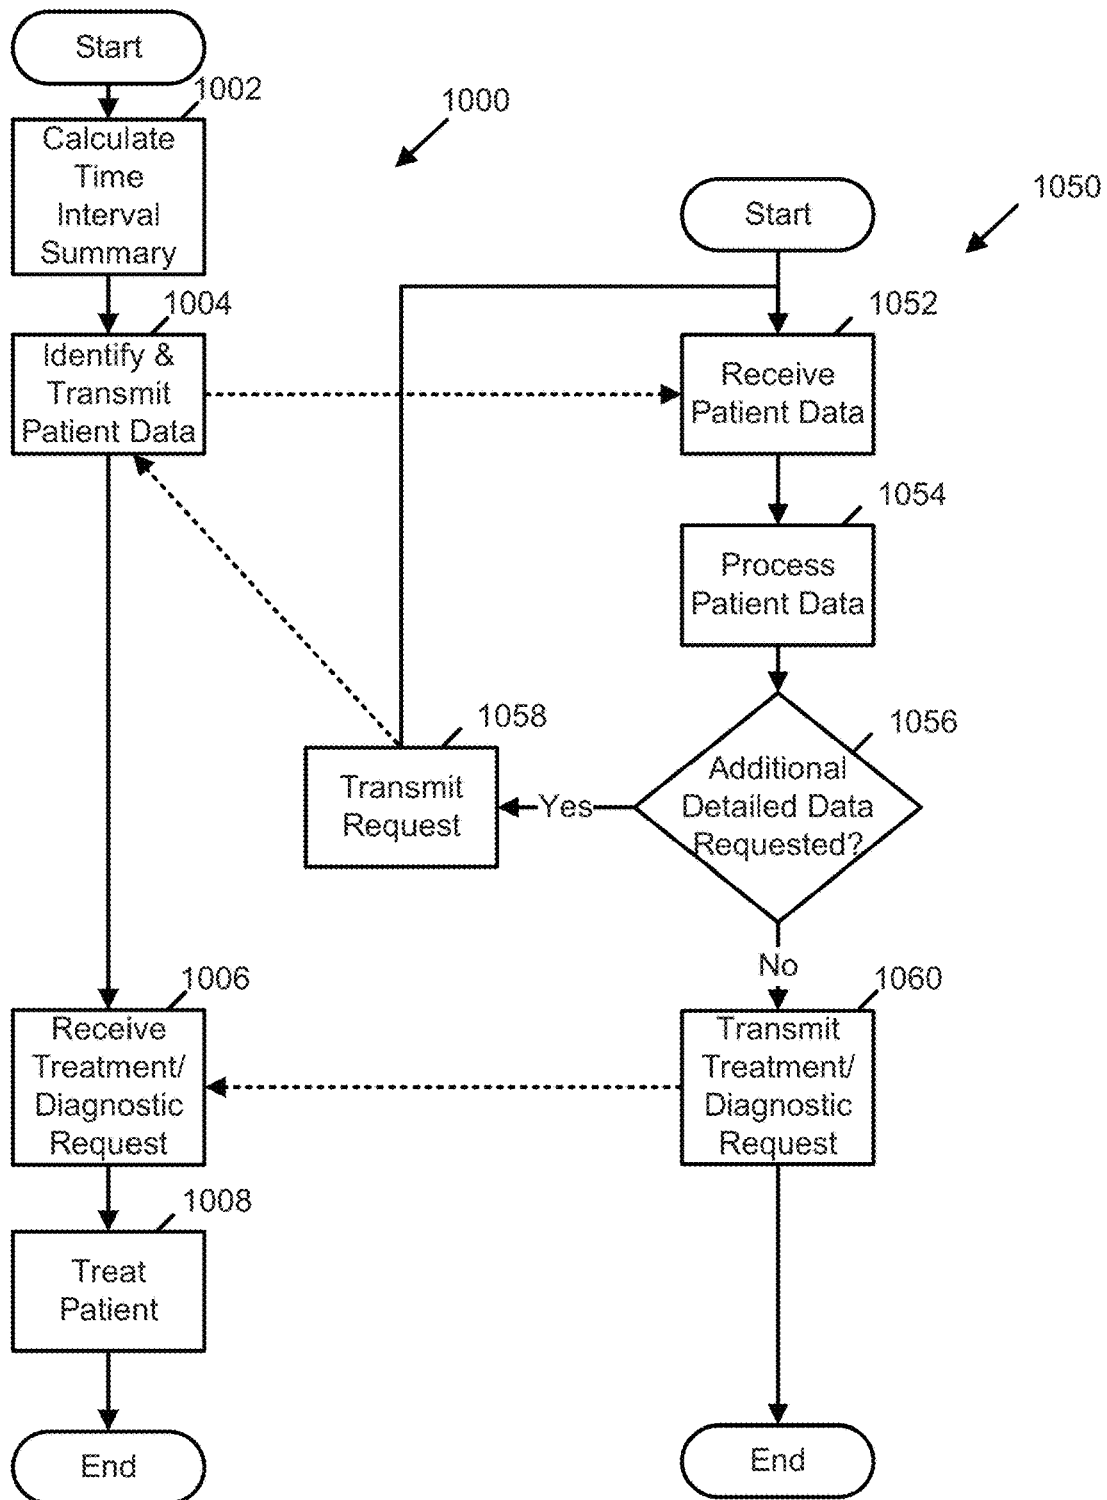 Start
1002
Calculate
Time
Interval
Summary
1000
1050
Start
1004
Identify &
Transmit
Patient Data
1052
Receive
Patient Data
1054
Process
Patient Data
1056
Additional
Detailed Data
Requested?
Yes
1058
Transmit
Request
No
1006
Receive
Treatment/
Diagnostic
Request
1060
Transmit
Treatment/
Diagnostic
Request
1008
Treat
Patient
End
End